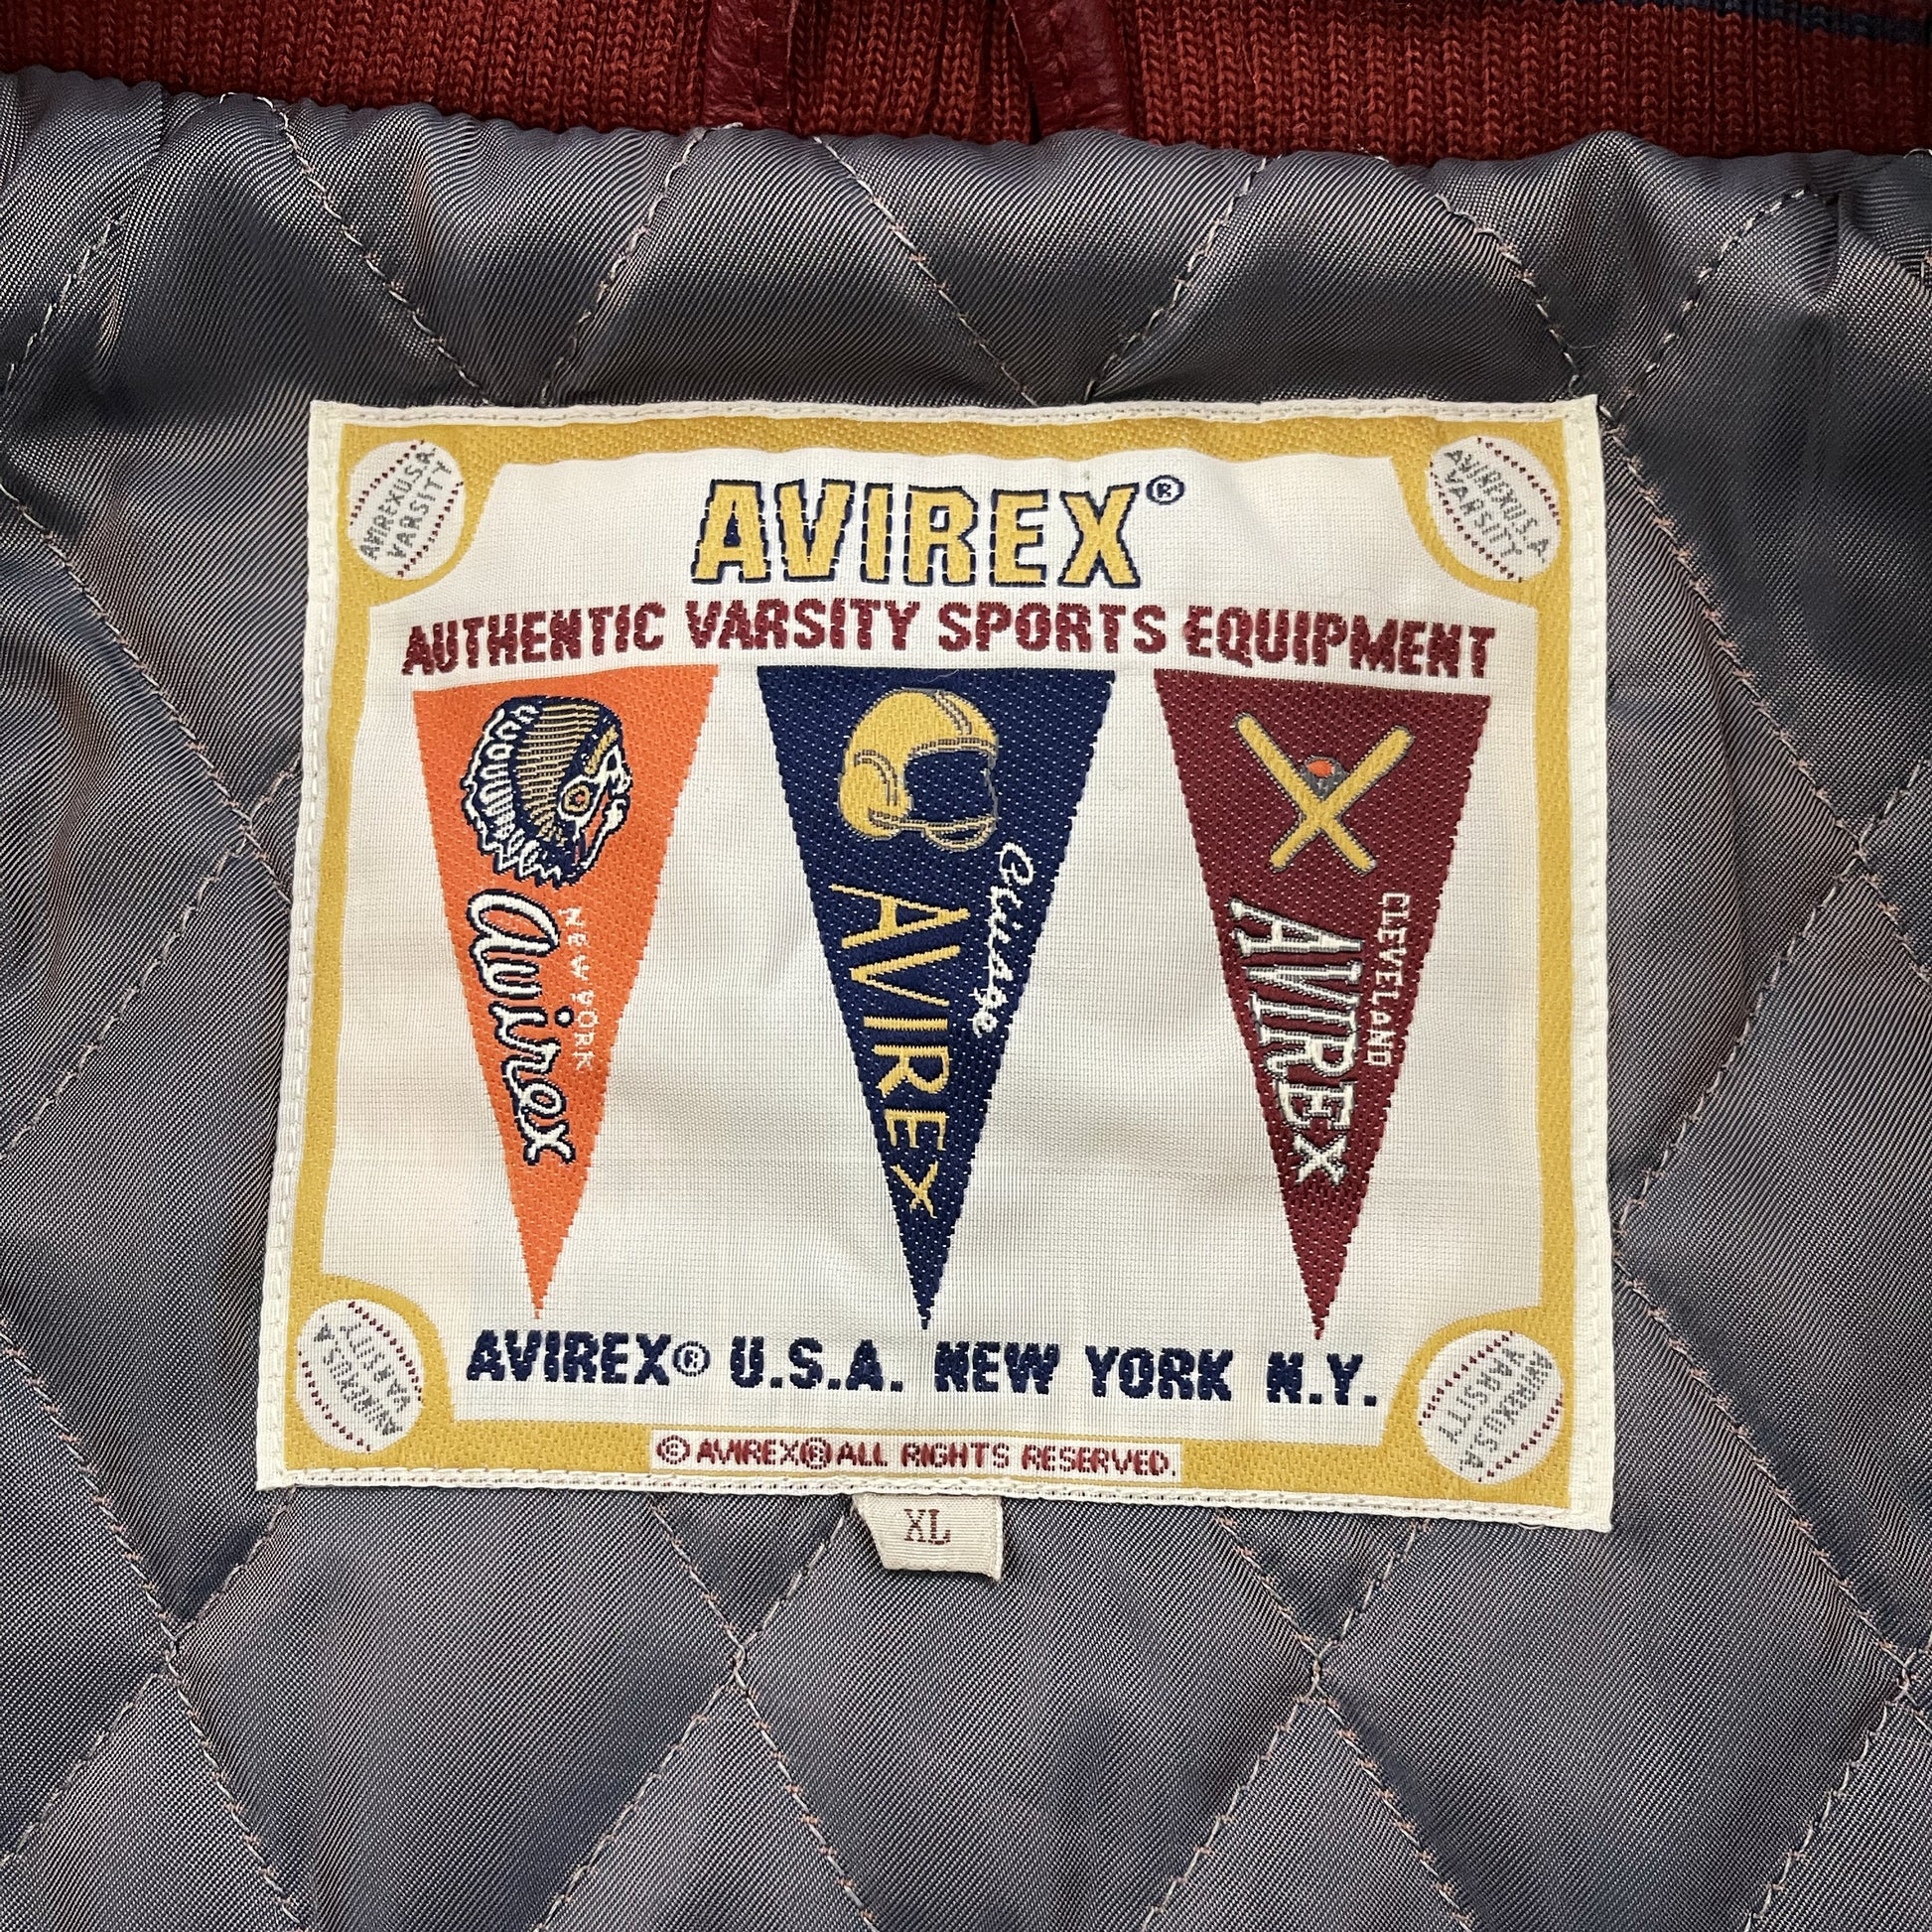 AVIREX®
AUTHENTIC VARSITY SPORTS EQUIPMENT
AVIREX U.S.A.
VARSITY
AVIREX U.S.A.
VARSITY
NEW YORK
Avirex
Chicago
AVIREX
CLEVELAND
AVIREX
AVIREX® U.S.A. NEW YORK N.Y.
AVIREX U.S.A
VARSITY
AVIREX U.S.A
VARSITY
© AVIREX® ALL RIGHTS RESERVED.
XL